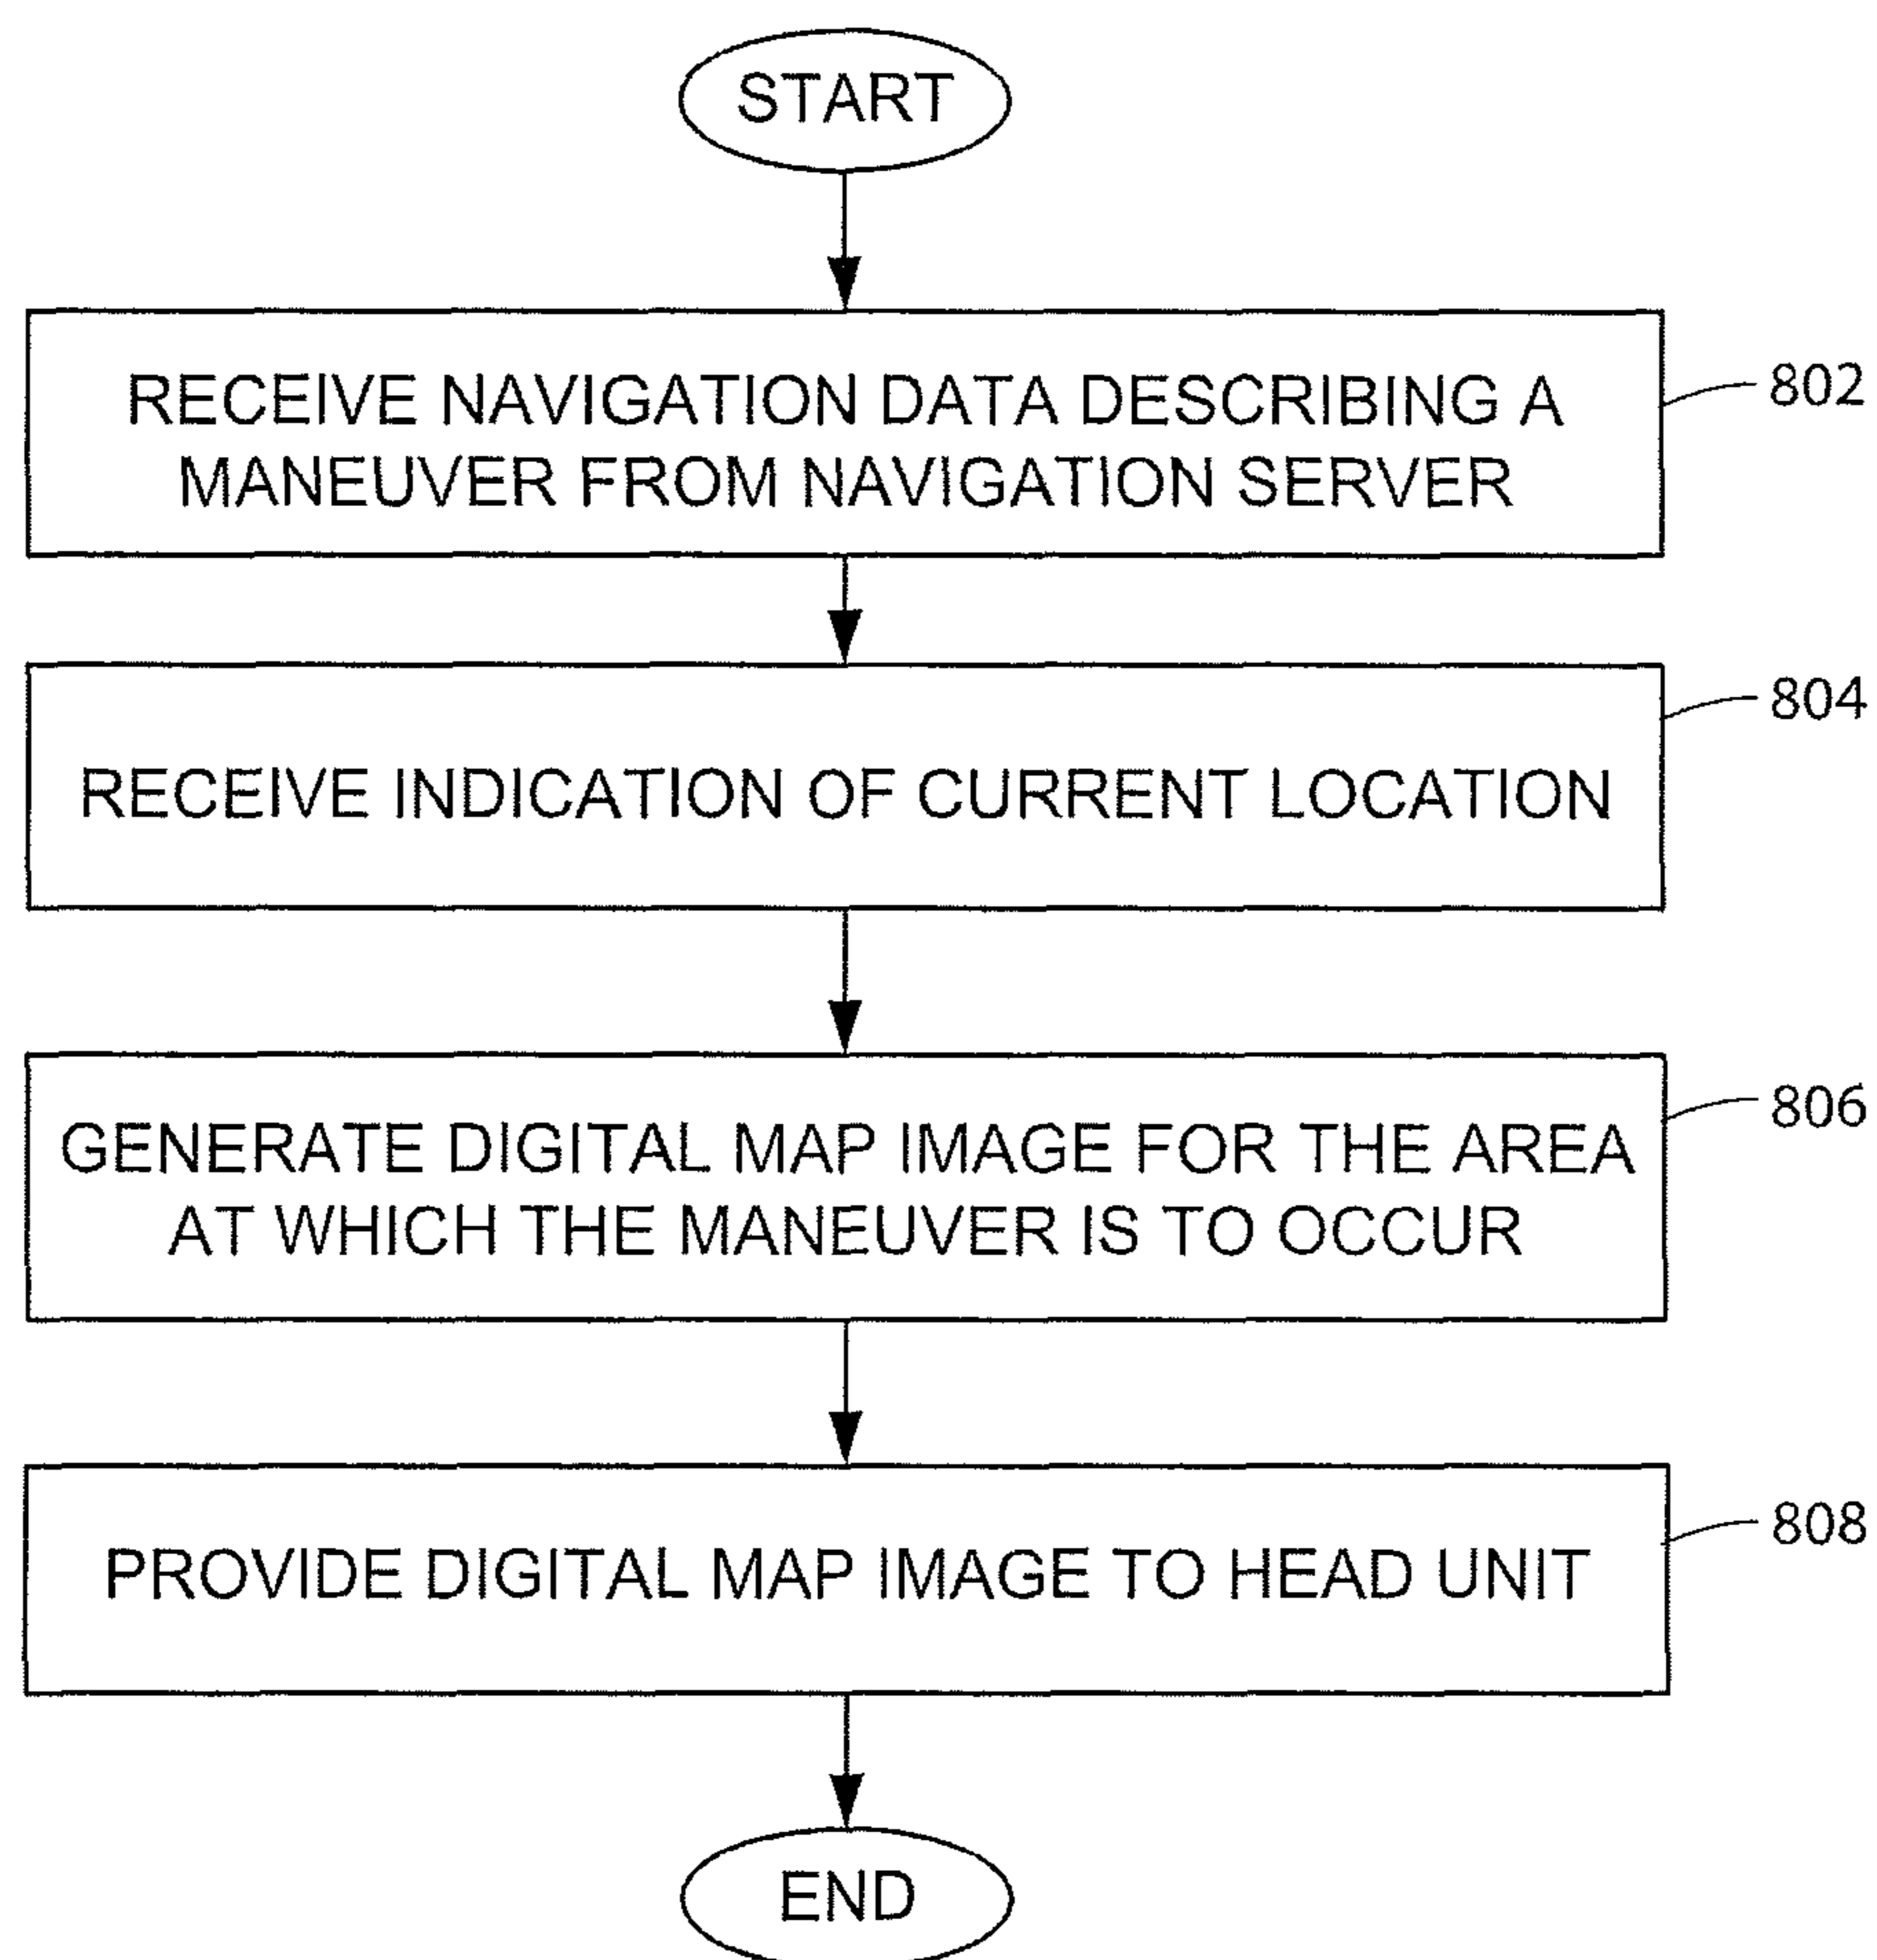 START
RECEIVE NAVIGATION DATA DESCRIBING A
MANEUVER FROM NAVIGATION SERVER
802
RECEIVE INDICATION OF CURRENT LOCATION
804
GENERATE DIGITAL MAP IMAGE FOR THE AREA
AT WHICH THE MANEUVER IS TO OCCUR
806
PROVIDE DIGITAL MAP IMAGE TO HEAD UNIT
808
END